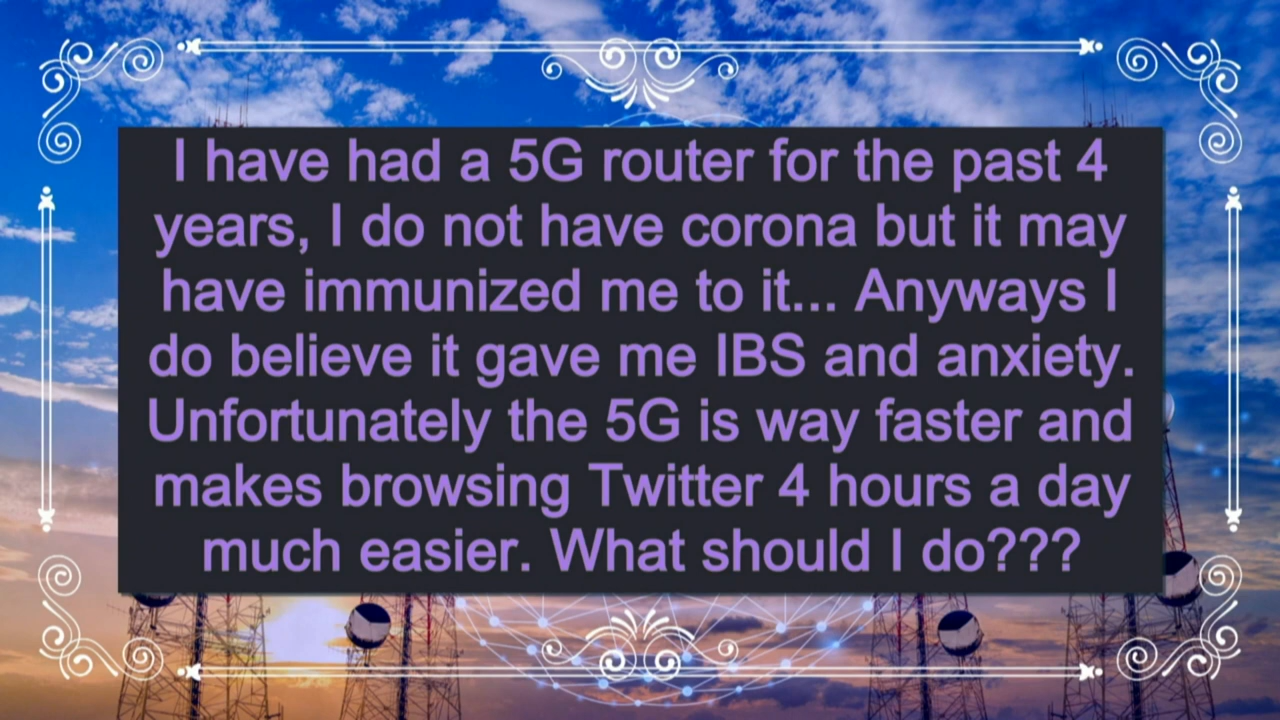 I have had a 5G router for the past 4
years, I do not have corona but it may
have immunized me to it... Anyways I
do believe it gave me IBS and anxiety.
Unfortunately the 5G is way faster and
makes browsing Twitter 4 hours a day
much easier. What should I do???